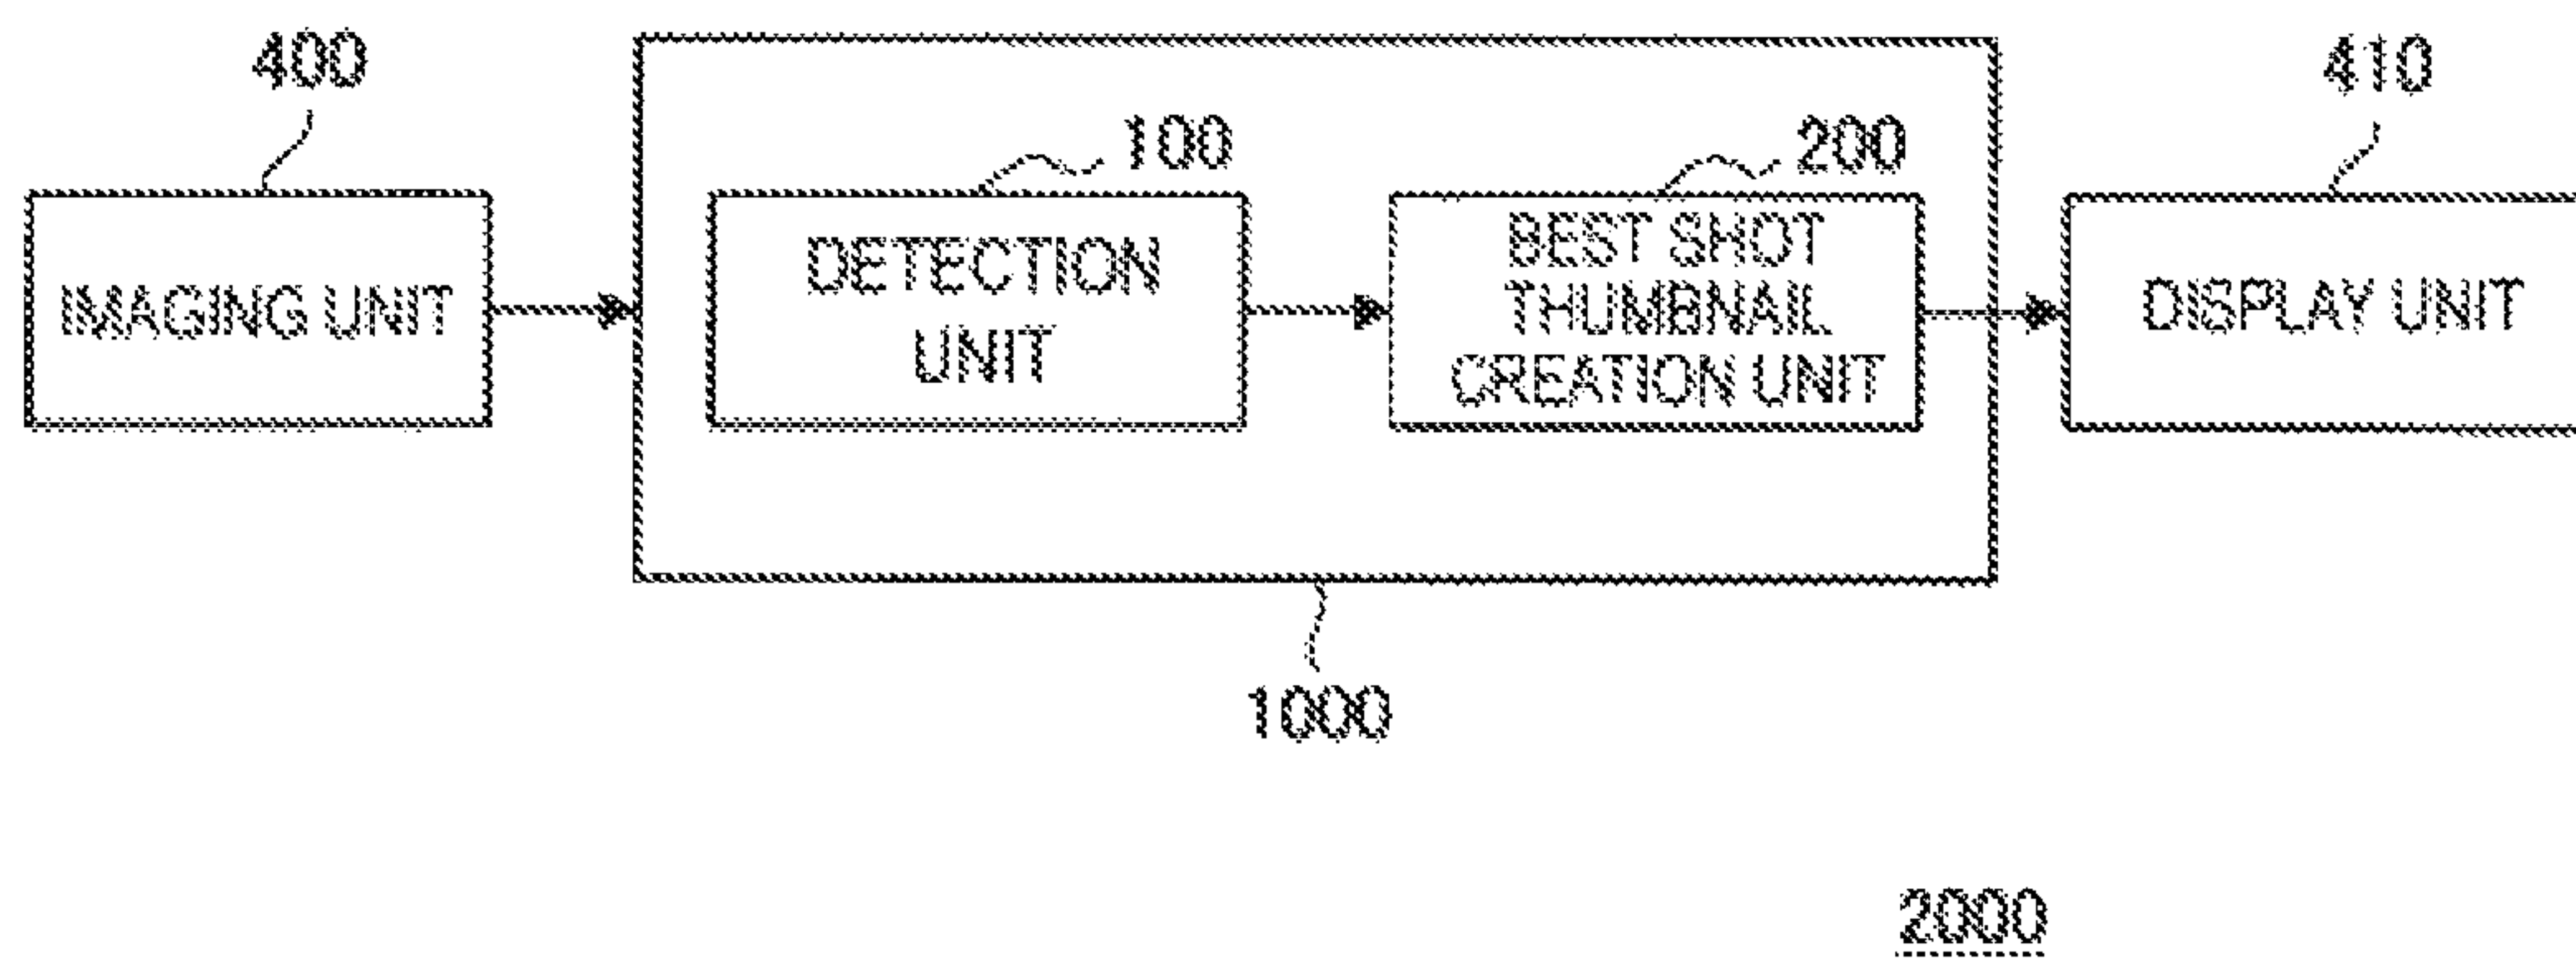 400
410
100
200
IMAGING UNIT
DETECTION
UNIT
BEST SHOT
THUMBNAIL
CREATION UNIT
DISPLAY UNIT
1000
2000